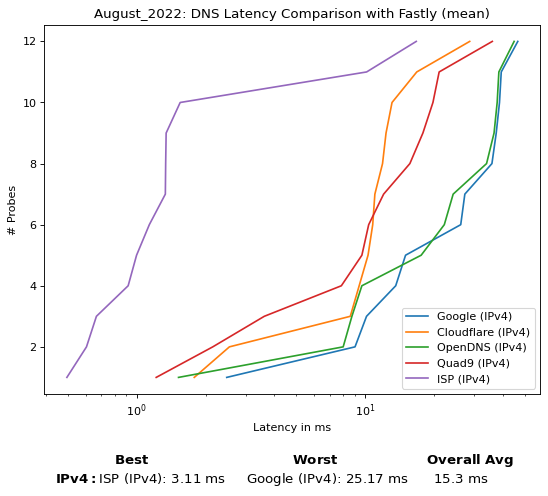 August_2022: DNS Latency Comparison with Fastly (mean)
12
10
8
6
4
2
# Probes
Google (IPv4)
Cloudflare (IPv4)
OpenDNS (IPv4)
Quad9 (IPv4)
ISP (IPv4)
10⁰ 10¹
Latency in ms
Best Worst Overall Avg
IPv4: ISP (IPv4): 3.11 ms Google (IPv4): 25.17 ms 15.3 ms